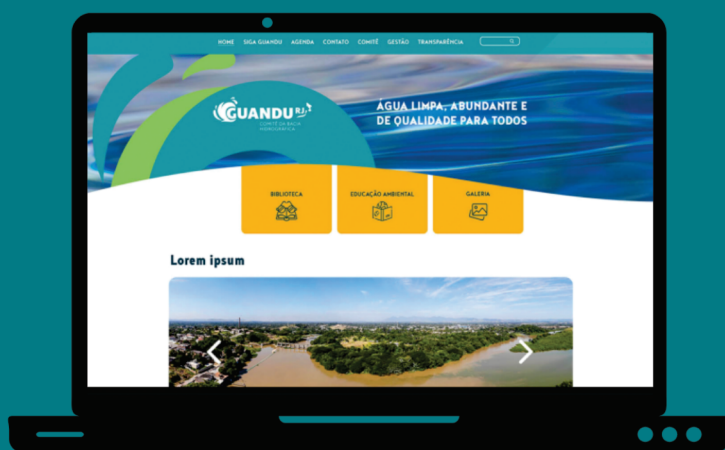 HOME SIGA GUANDU AGENDA CONTATO COMITÊ GESTÃO TRANSPARÊNCIA
GUANDU RJ
COMITÊ DA BACIA
HIDROGRÁFICA
ÁGUA LIMPA, ABUNDANTE E
DE QUALIDADE PARA TODOS
BIBLIOTECA EDUCAÇÃO AMBIENTAL GALERIA
Lorem ipsum